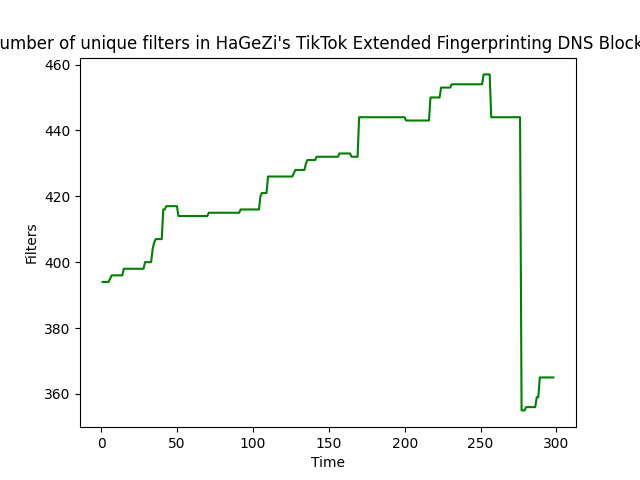 umber of unique filters in HaGeZi's TikTok Extended Fingerprinting DNS Block
460
440
420
400
380
360
Filters
0 50 100 150 200 250 300
Time